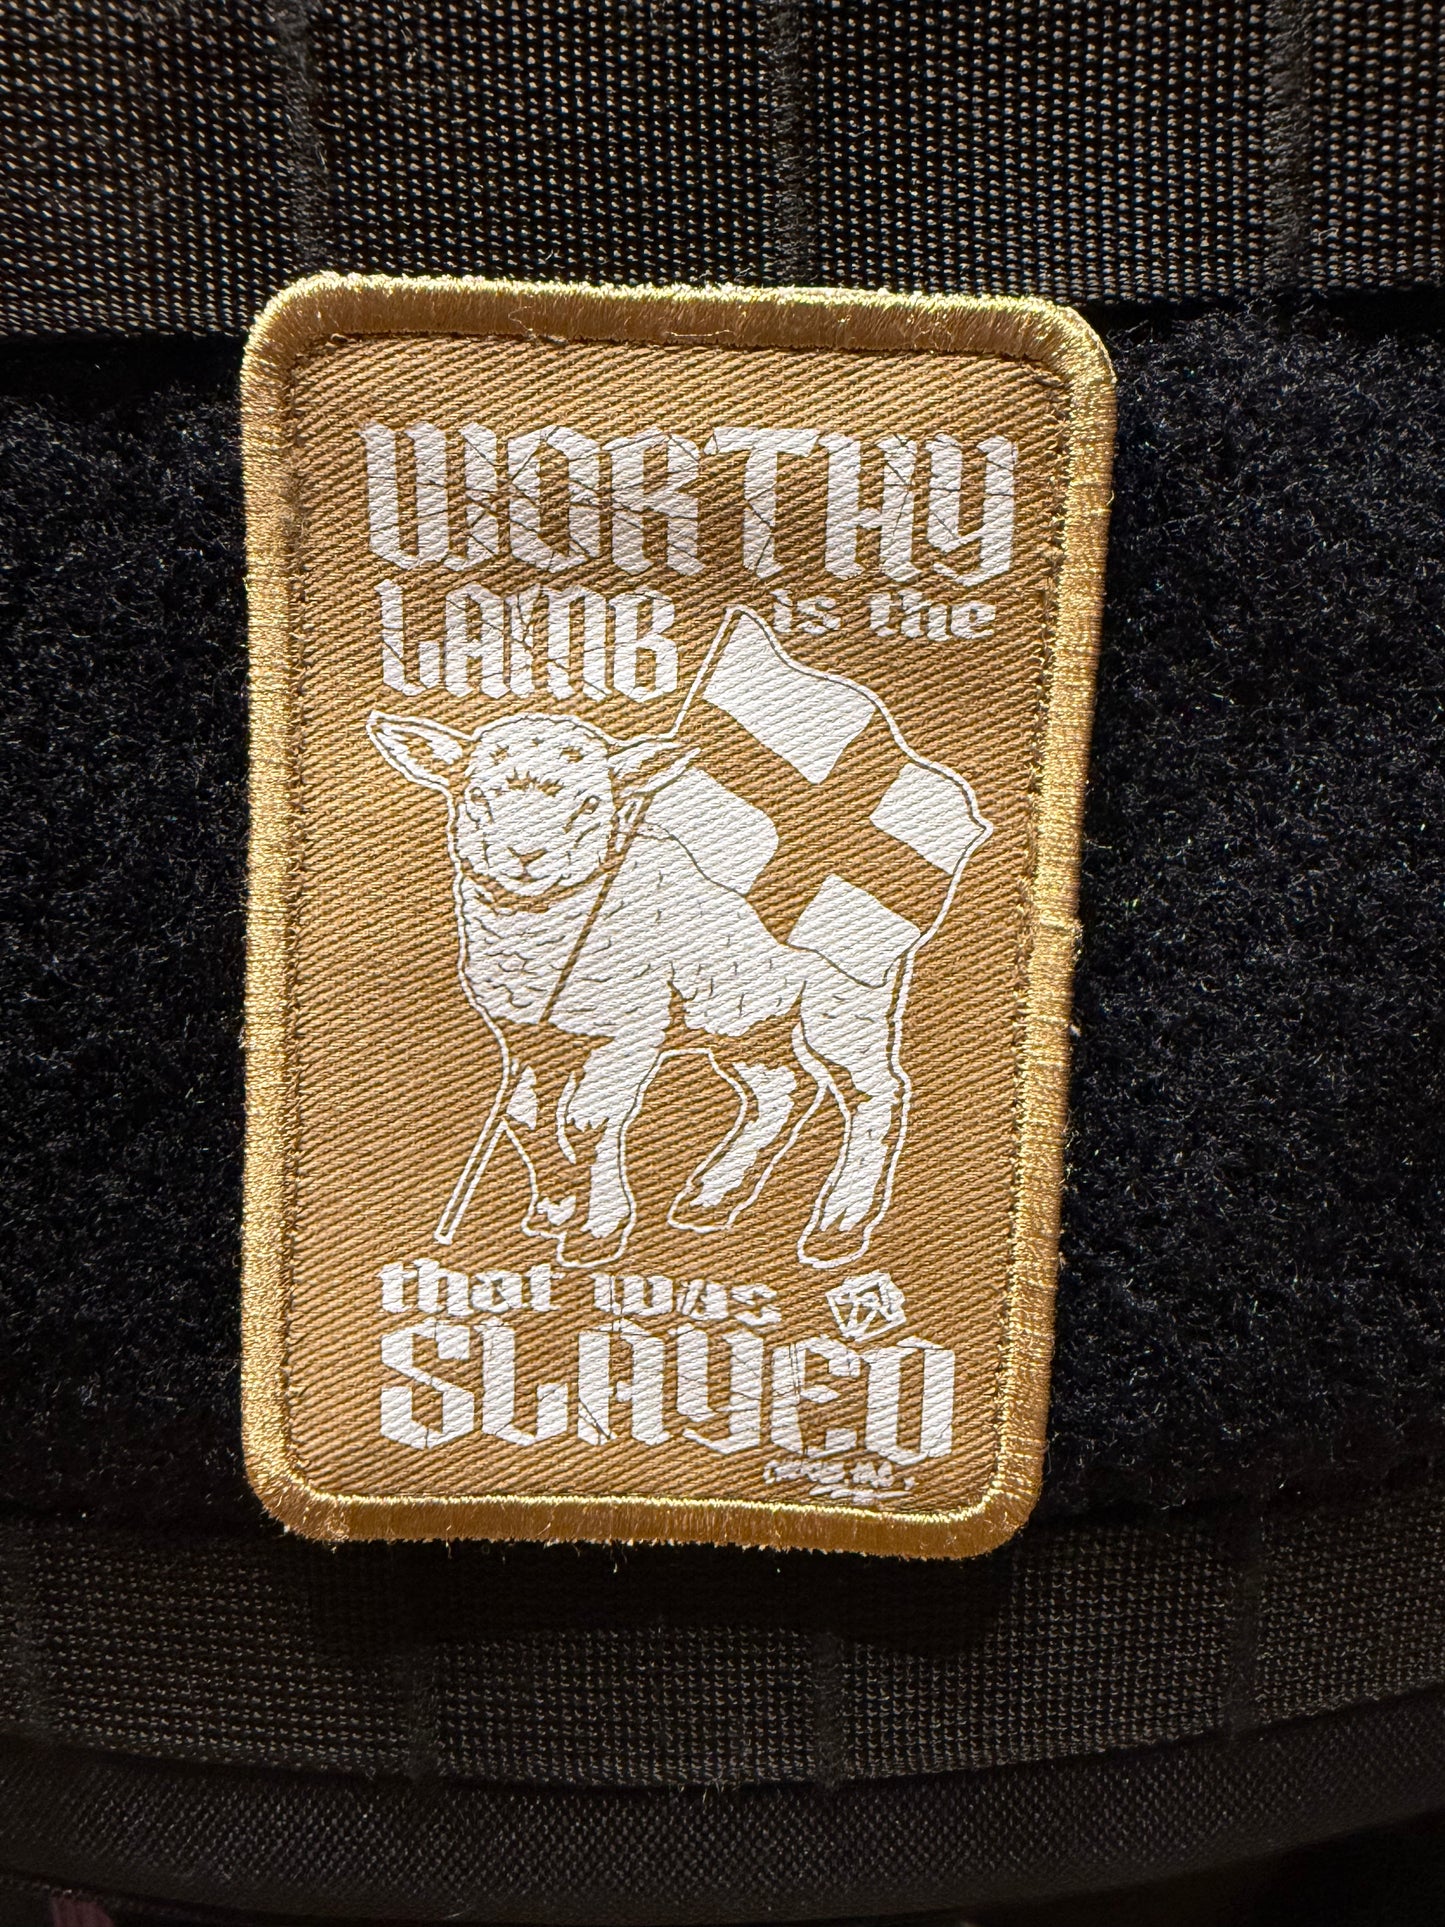 WORTHY
is the
LAMB
that was
SLAYED